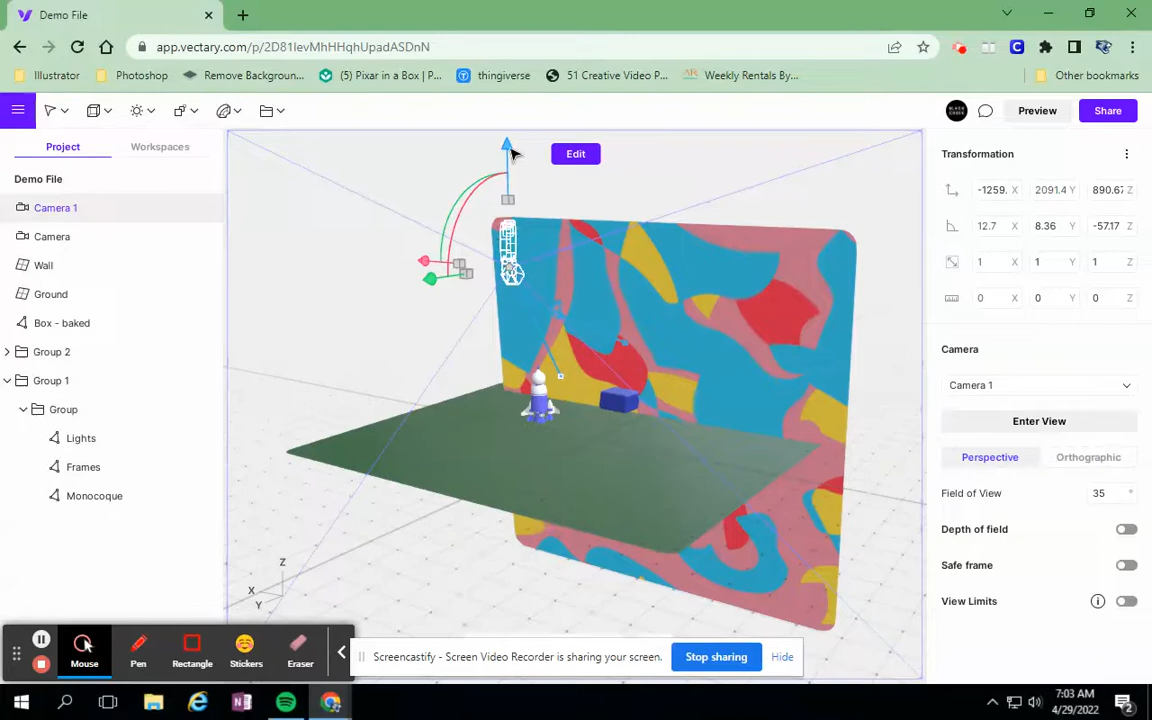 Demo File
app.vectary.com/p/2D81IevMhHHqhUpadASDnN
Illustrator
Photoshop
Remove Backgroun...
(5) Pixar in a Box | P...
thingiverse
51 Creative Video P...
Weekly Rentals By...
Other bookmarks
Preview
Share
Project
Workspaces
Demo File
Camera 1
Camera
Wall
Ground
Box - baked
Group 2
Group 1
Group
Lights
Frames
Monocoque
Edit
Z
X
Y
Transformation
-1259. X 2091.4 Y 890.67 Z
12.7 X 8.36 Y -57.17 Z
1 X 1 Y 1 Z
0 X 0 Y 0 Z
Camera
Camera 1
Enter View
Perspective
Orthographic
Field of View
35 °
Depth of field
Safe frame
View Limits
Mouse
Pen
Rectangle
Stickers
Eraser
Screencastify - Screen Video Recorder is sharing your screen.
Stop sharing
Hide
7:03 AM
4/29/2022
2